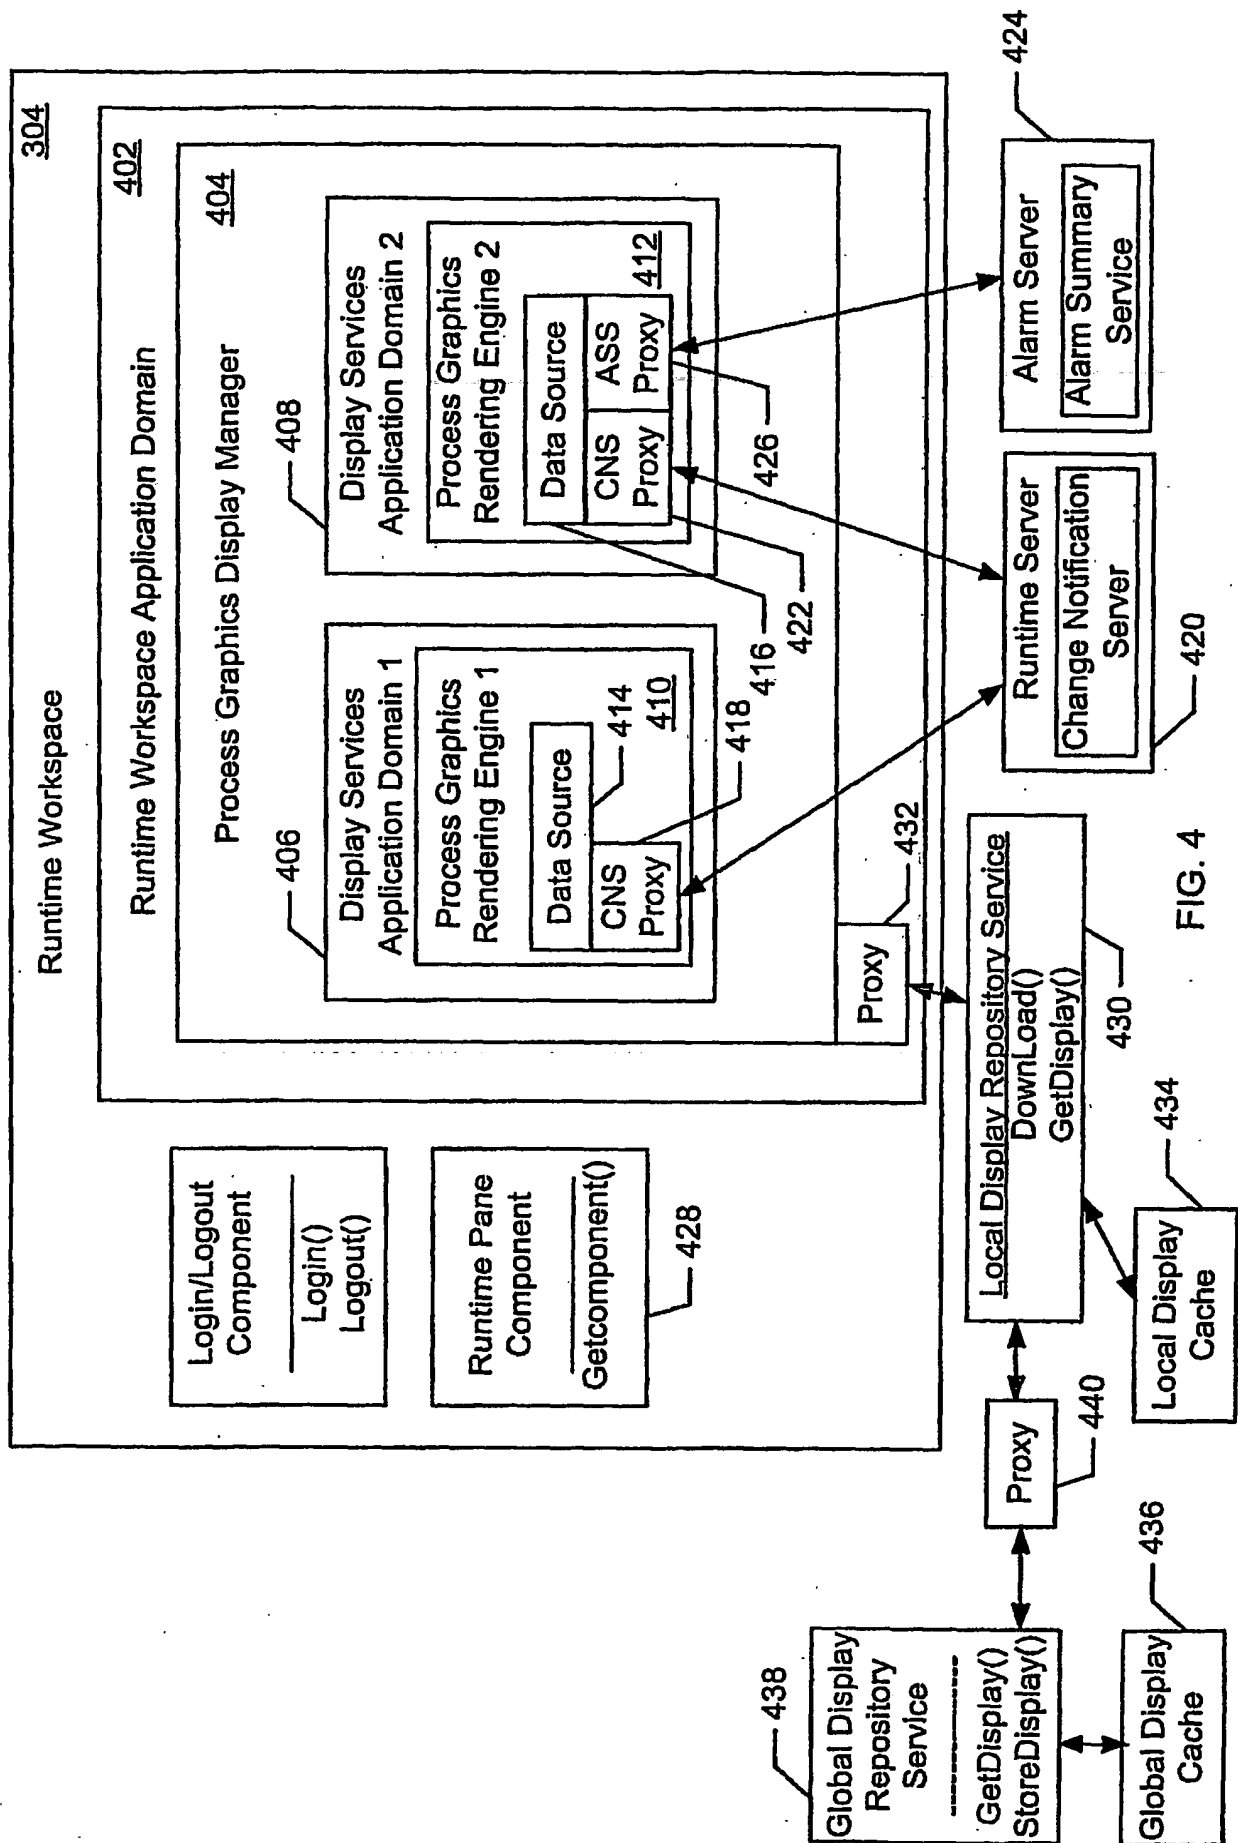 Runtime Workspace
304
Runtime Workspace Application Domain
402
Process Graphics Display Manager
404
406
Display Services
Application Domain 1
Process Graphics
Rendering Engine 1
Data Source
CNS
Proxy
414
410
418
408
Display Services
Application Domain 2
Process Graphics
Rendering Engine 2
Data Source
CNS
Proxy
ASS
Proxy
412
416
422
426
Proxy
432
Login/Logout
Component
Login()
Logout()
Runtime Pane
Component
Getcomponent()
428
Runtime Server
Change Notification
Server
420
Alarm Server
Alarm Summary
Service
424
Local Display Repository Service
DownLoad()
GetDisplay()
430
Local Display
Cache
434
Proxy
440
438
Global Display
Repository
Service
GetDisplay()
StoreDisplay()
Global Display
Cache
436
FIG. 4